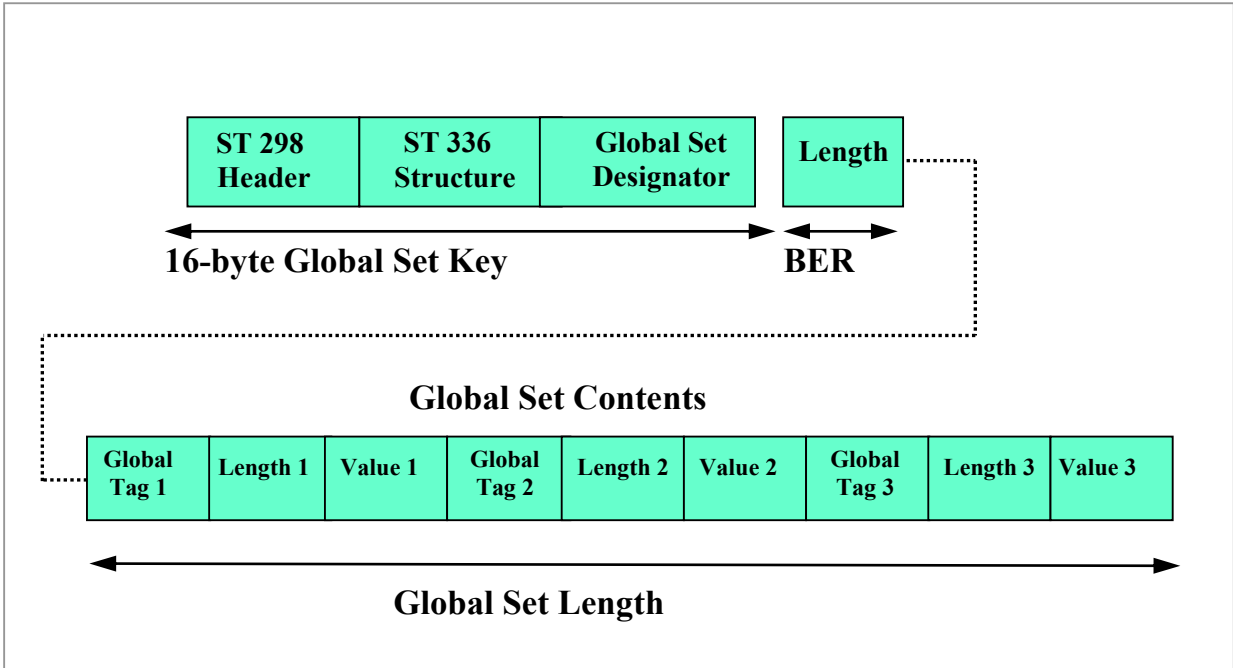 ST 298
Header
ST 336
Structure
Global Set
Designator
Length
16-byte Global Set Key
BER
Global Set Contents
Global
Tag 1
Length 1
Value 1
Global
Tag 2
Length 2
Value 2
Global
Tag 3
Length 3
Value 3
Global Set Length